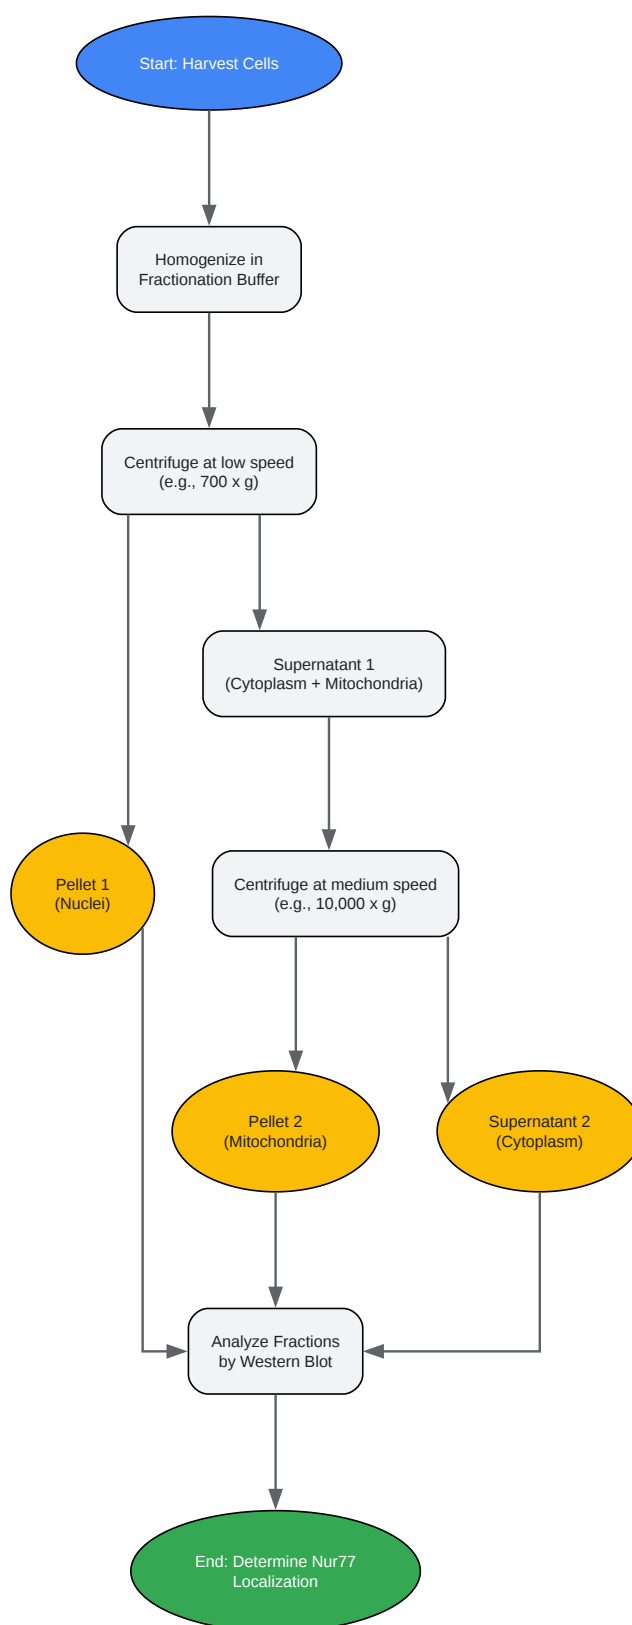 Start: Harvest Cells
Homogenize in
Fractionation Buffer
Centrifuge at low speed
(e.g., 700 x g)
Supernatant 1
(Cytoplasm + Mitochondria)
Pellet 1
(Nuclei)
Centrifuge at medium speed
(e.g., 10,000 x g)
Pellet 2
(Mitochondria)
Supernatant 2
(Cytoplasm)
Analyze Fractions
by Western Blot
End: Determine Nur77
Localization